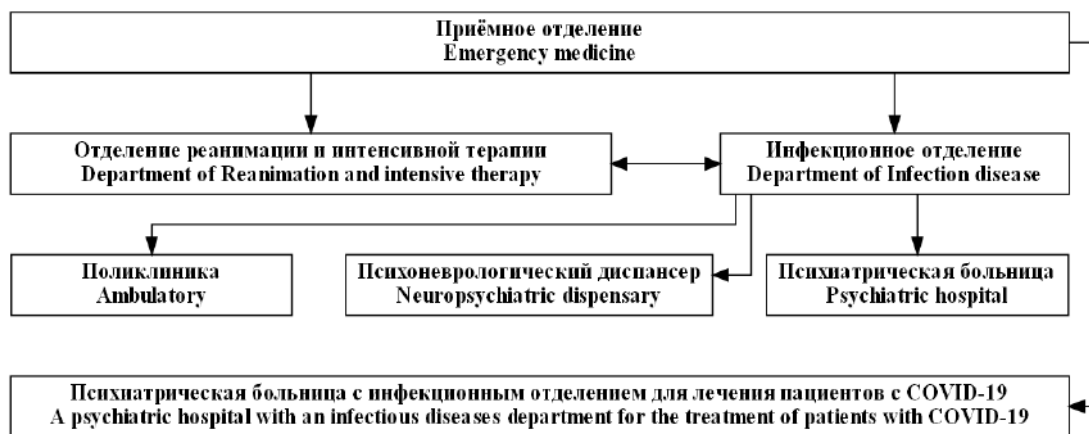 Приёмное отделение
Emergency medicine
Отделение реанимации и интенсивной терапии
Department of Reanimation and intensive therapy
Инфекционное отделение
Department of Infection disease
Поликлиника
Ambulatory
Психоневрологический диспансер
Neuropsychiatric dispensary
Психиатрическая больница
Psychiatric hospital
Психиатрическая больница с инфекционным отделением для лечения пациентов с COVID-19
A psychiatric hospital with an infectious diseases department for the treatment of patients with COVID-19